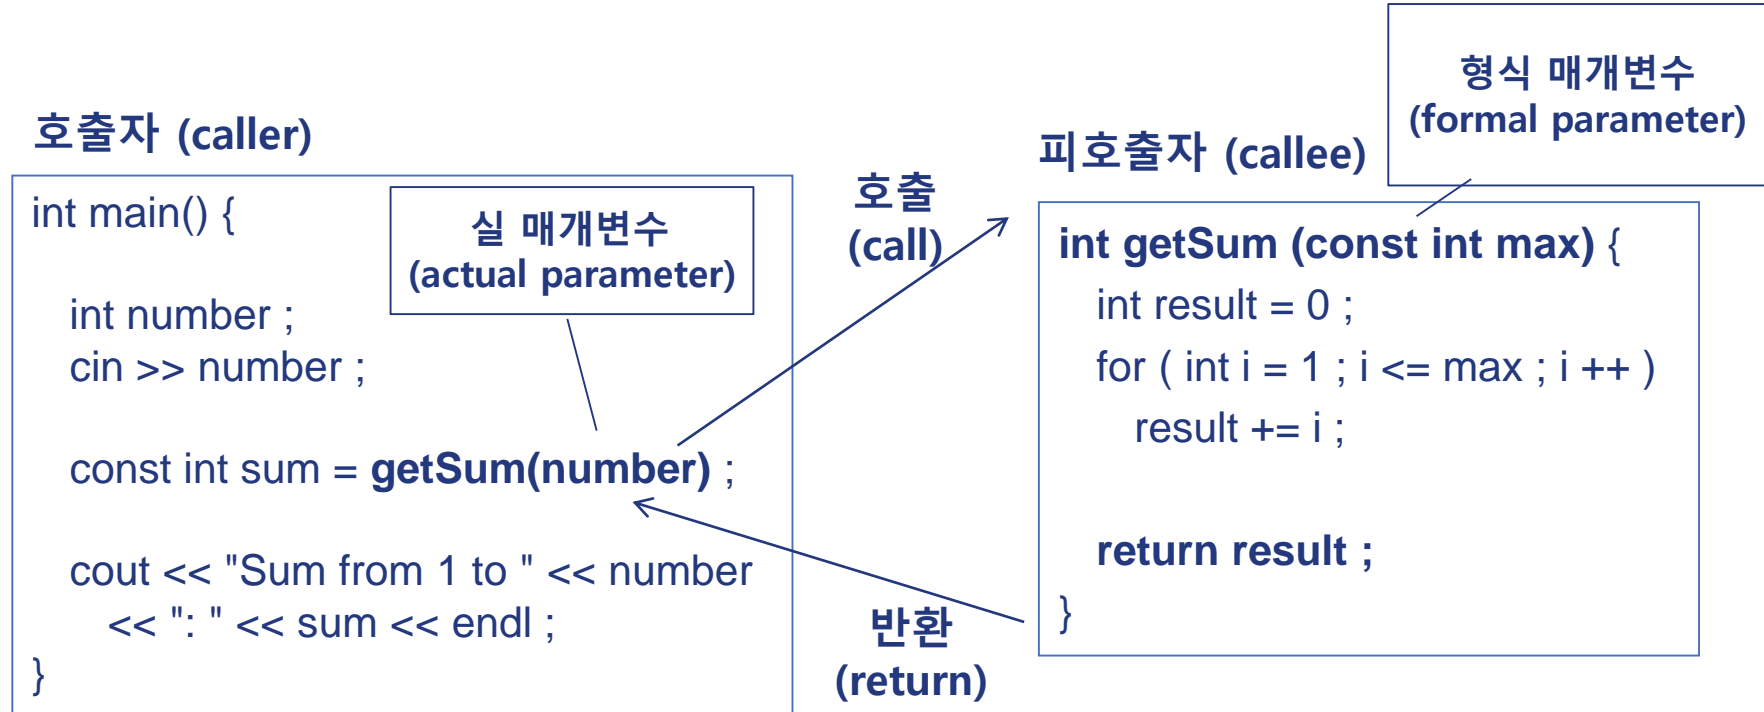 호출자 (caller)
int main() {
실 매개변수
(actual parameter)
int number ;
cin >> number ;
const int sum = getSum(number) ;
cout << "Sum from 1 to " << number
<< ": " << sum << endl ;
}
호출
(call)
반환
(return)
피호출자 (callee)
형식 매개변수
(formal parameter)
int getSum (const int max) {
int result = 0 ;
for ( int i = 1 ; i <= max ; i ++ )
result += i ;
return result ;
}